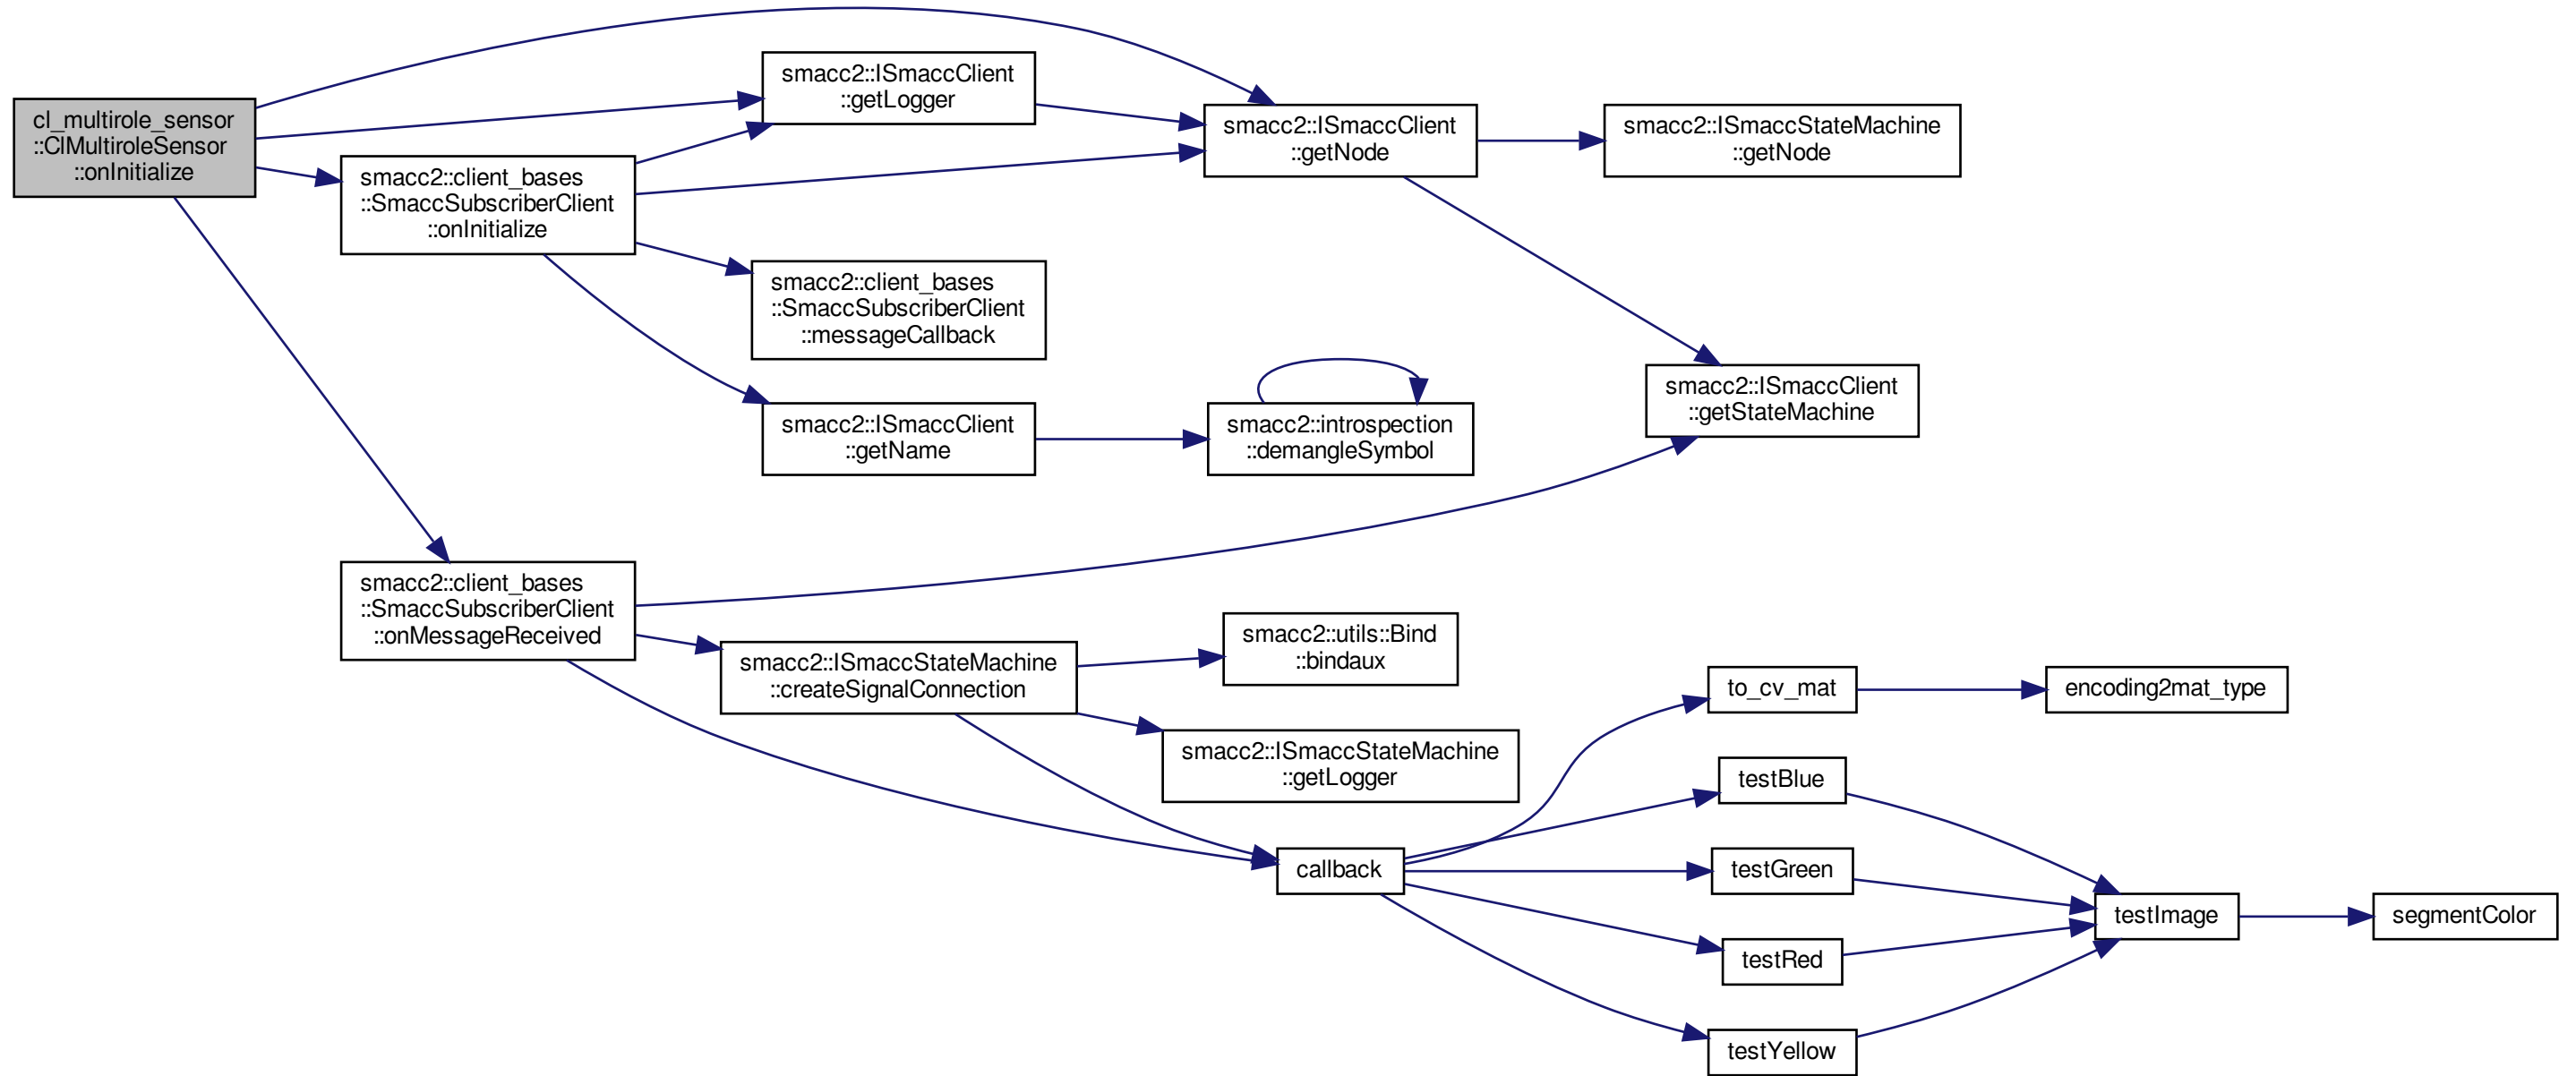 cl_multirole_sensor
::ClMultiroleSensor
::onInitialize
smacc2::ISmaccClient
::getLogger
smacc2::client_bases
::SmaccSubscriberClient
::onInitialize
smacc2::ISmaccClient
::getNode
smacc2::ISmaccStateMachine
::getNode
smacc2::client_bases
::SmaccSubscriberClient
::messageCallback
smacc2::ISmaccClient
::getName
smacc2::introspection
::demangleSymbol
smacc2::ISmaccClient
::getStateMachine
smacc2::client_bases
::SmaccSubscriberClient
::onMessageReceived
smacc2::ISmaccStateMachine
::createSignalConnection
smacc2::utils::Bind
::bindaux
smacc2::ISmaccStateMachine
::getLogger
callback
to_cv_mat
encoding2mat_type
testBlue
testGreen
testRed
testYellow
testImage
segmentColor